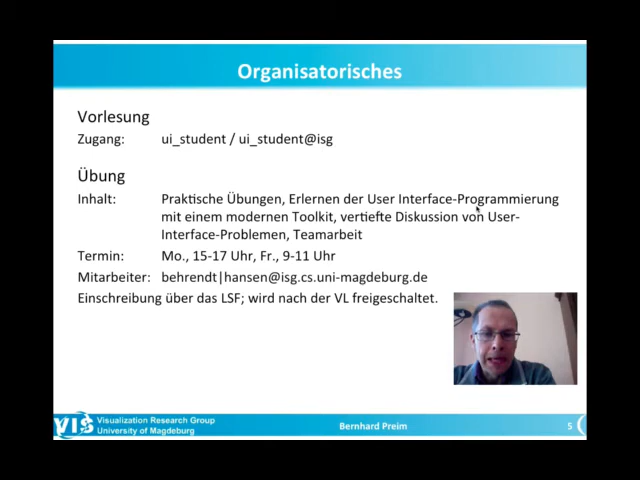 Organisatorisches
Vorlesung
Zugang: ui_student / ui_student@isg
Übung
Inhalt: Praktische Übungen, Erlernen der User Interface-Programmierung
mit einem modernen Toolkit, vertiefte Diskussion von User-
Interface-Problemen, Teamarbeit
Termin: Mo., 15-17 Uhr, Fr., 9-11 Uhr
Mitarbeiter: behrendt|hansen@isg.cs.uni-magdeburg.de
Einschreibung über das LSF; wird nach der VL freigeschaltet.
VIS Visualization Research Group
University of Magdeburg
Bernhard Preim
5